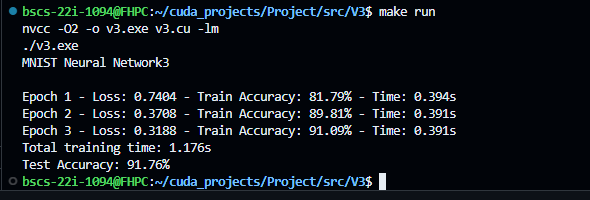 bscs-22i-1094@FHPC:~/cuda_projects/Project/src/V3$ make run
nvcc -O2 -o v3.exe v3.cu -lm
./v3.exe
MNIST Neural Network3
Epoch 1 - Loss: 0.7404 - Train Accuracy: 81.79% - Time: 0.394s
Epoch 2 - Loss: 0.3708 - Train Accuracy: 89.81% - Time: 0.391s
Epoch 3 - Loss: 0.3188 - Train Accuracy: 91.09% - Time: 0.391s
Total training time: 1.176s
Test Accuracy: 91.76%
bscs-22i-1094@FHPC:~/cuda_projects/Project/src/V3$